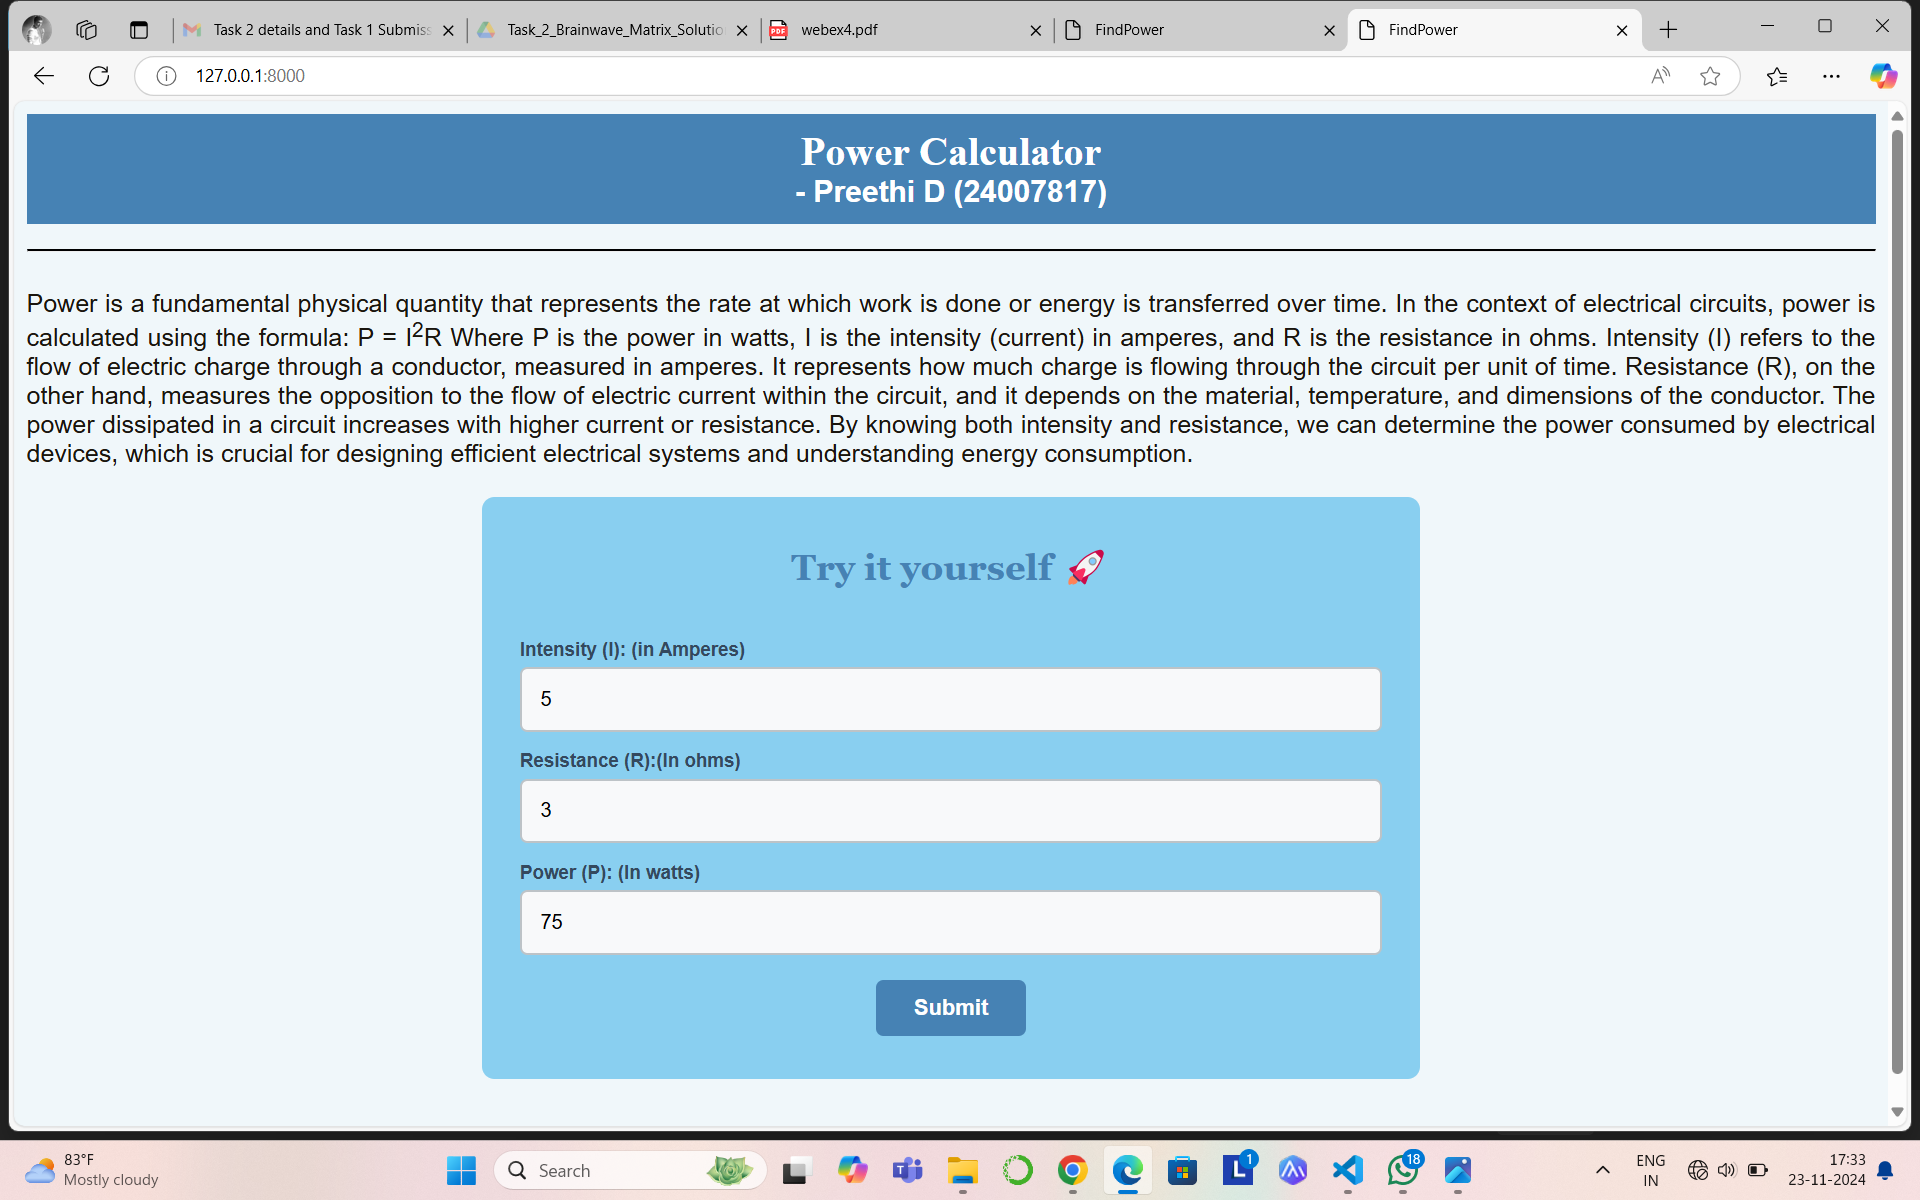 Task 2 details and Task 1 Submiss
Task_2_Brainwave_Matrix_Solutio
webex4.pdf
FindPower
FindPower
127.0.0.1:8000
Power Calculator
- Preethi D (24007817)
Power is a fundamental physical quantity that represents the rate at which work is done or energy is transferred over time. In the context of electrical circuits, power is
calculated using the formula: P = I²R Where P is the power in watts, I is the intensity (current) in amperes, and R is the resistance in ohms. Intensity (I) refers to the
flow of electric charge through a conductor, measured in amperes. It represents how much charge is flowing through the circuit per unit of time. Resistance (R), on the
other hand, measures the opposition to the flow of electric current within the circuit, and it depends on the material, temperature, and dimensions of the conductor. The
power dissipated in a circuit increases with higher current or resistance. By knowing both intensity and resistance, we can determine the power consumed by electrical
devices, which is crucial for designing efficient electrical systems and understanding energy consumption.
Try it yourself 🚀
Intensity (I): (in Amperes)
5
Resistance (R):(In ohms)
3
Power (P): (In watts)
75
Submit
83°F
Mostly cloudy
Search
1
18
ENG
IN
17:33
23-11-2024